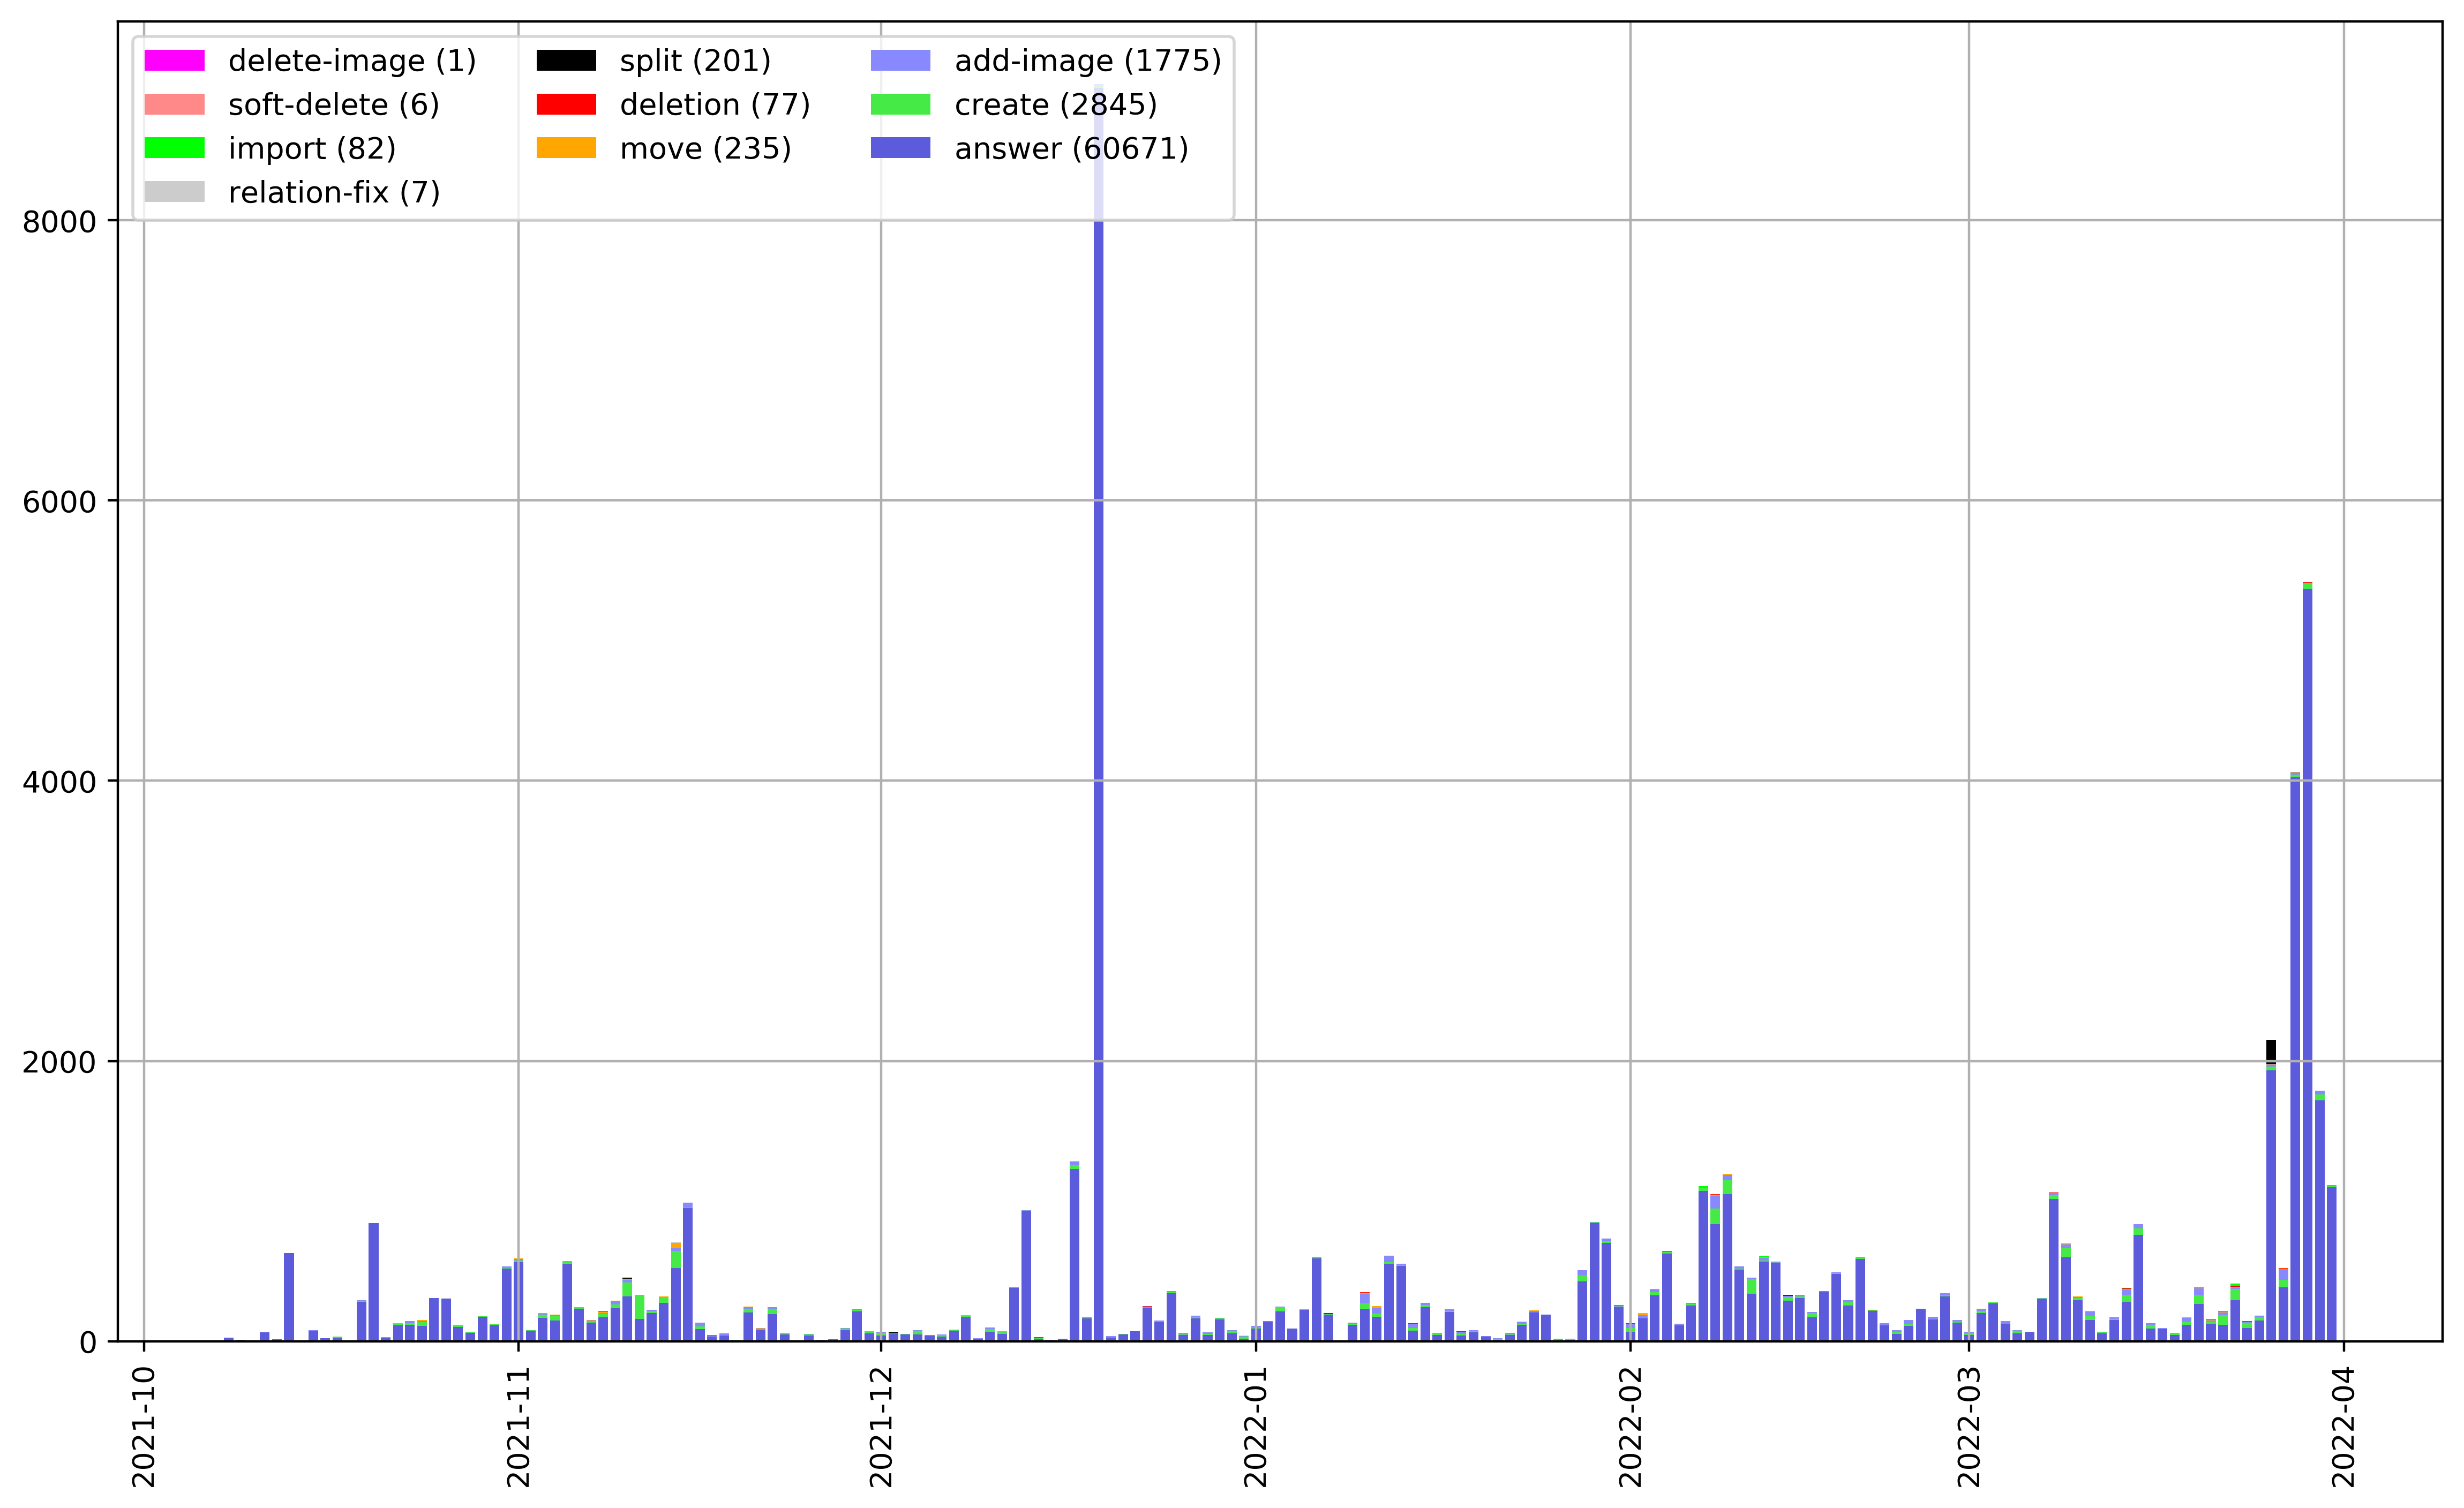 delete-image (1)
soft-delete (6)
import (82)
relation-fix (7)
split (201)
deletion (77)
move (235)
add-image (1775)
create (2845)
answer (60671)
8000
6000
4000
2000
0
2021-10
2021-11
2021-12
2022-01
2022-02
2022-03
2022-04